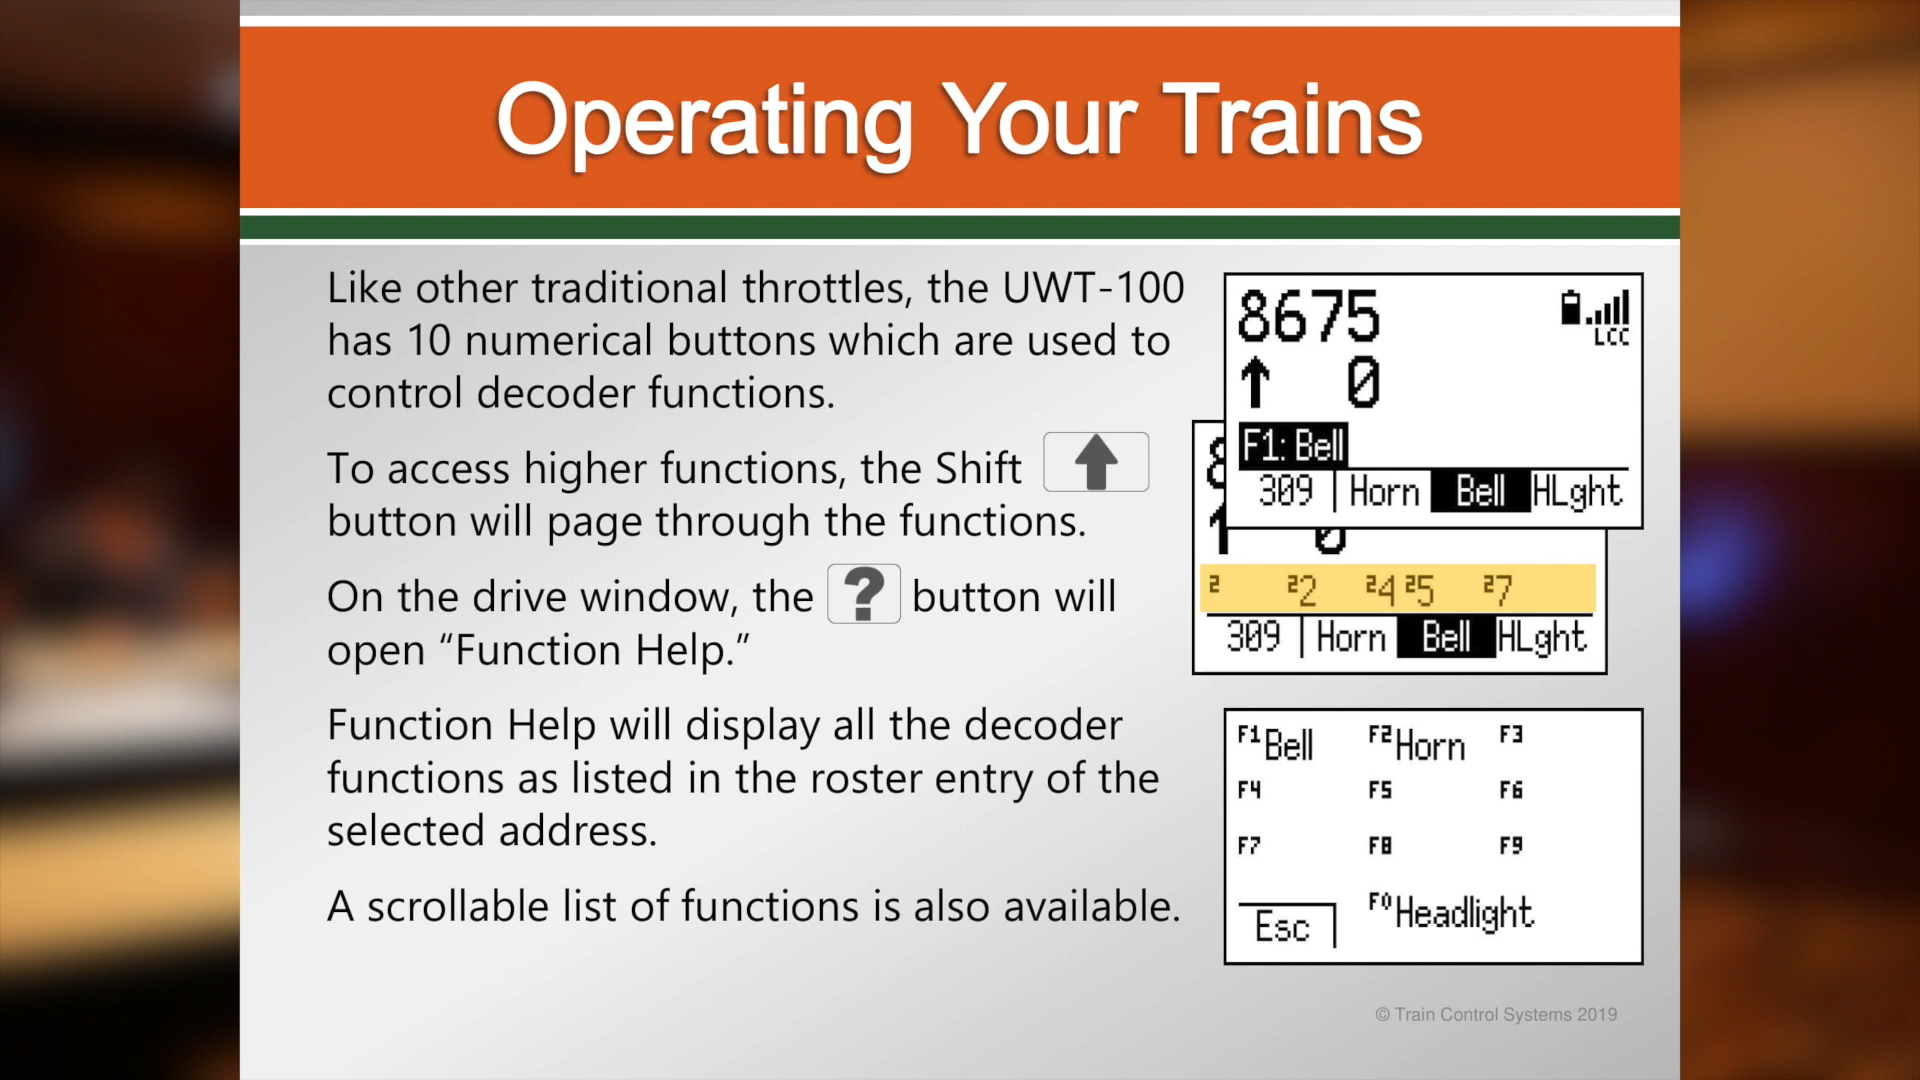 Operating Your Trains
Like other traditional throttles, the UWT-100
has 10 numerical buttons which are used to
control decoder functions.
To access higher functions, the Shift
button will page through the functions.
On the drive window, the ? button will
open “Function Help.”
Function Help will display all the decoder
functions as listed in the roster entry of the
selected address.
A scrollable list of functions is also available.
8675
LCC
0
F1: Bell
309 | Horn Bell HLght
0
2 22 24 25 27
309 | Horn Bell HLght
F1 Bell F2 Horn F3
F4 F5 F6
F7 F8 F9
Esc F0 Headlight
© Train Control Systems 2019